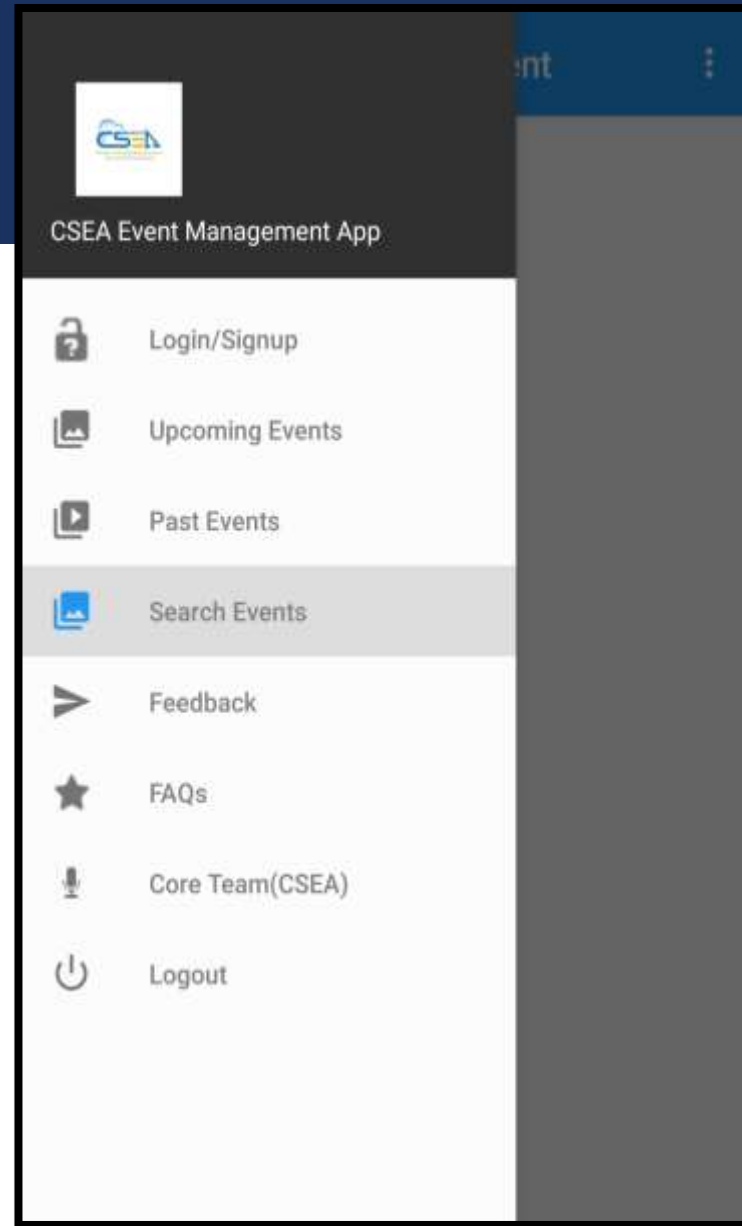 ent
CSEA
CSEA Event Management App
Login/Signup
Upcoming Events
Past Events
Search Events
Feedback
FAQs
Core Team(CSEA)
Logout